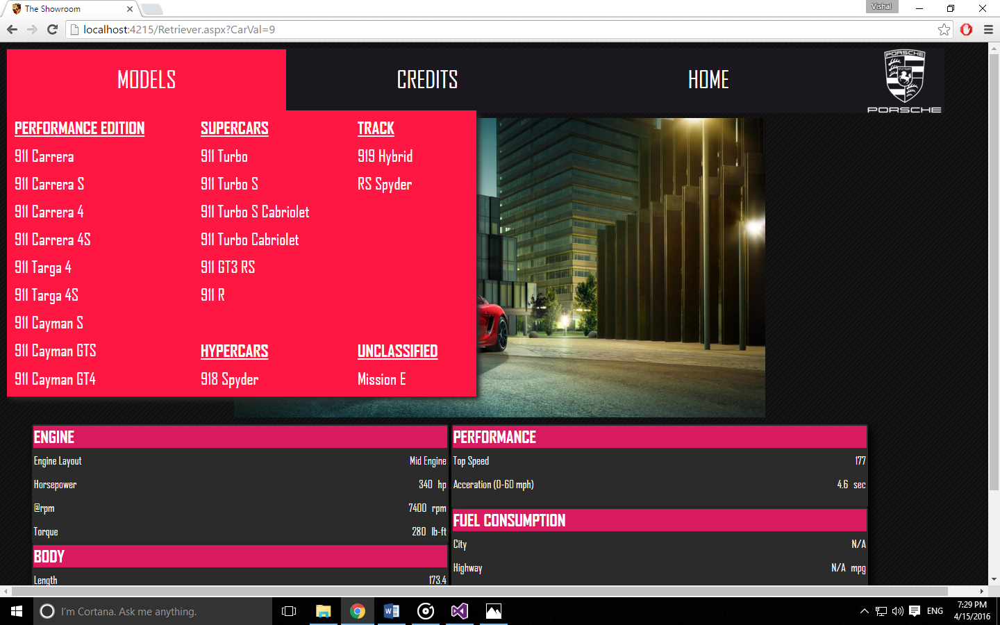 The Showroom
Vishal
localhost:4215/Retriever.aspx?CarVal=9
MODELS
CREDITS
HOME
PORSCHE
PORSCHE
PERFORMANCE EDITION
911 Carrera
911 Carrera S
911 Carrera 4
911 Carrera 4S
911 Targa 4
911 Targa 4S
911 Cayman S
911 Cayman GTS
911 Cayman GT4
SUPERCARS
911 Turbo
911 Turbo S
911 Turbo S Cabriolet
911 Turbo Cabriolet
911 GT3 RS
911 R
HYPERCARS
918 Spyder
TRACK
919 Hybrid
RS Spyder
UNCLASSIFIED
Mission E
ENGINE
Engine Layout Mid Engine
Horsepower 340 hp
@rpm 7400 rpm
Torque 280 lb-ft
BODY
Length 173.4
PERFORMANCE
Top Speed 177
Acceration (0-60 mph) 4.6 sec
FUEL CONSUMPTION
City N/A
Highway N/A mpg
I'm Cortana. Ask me anything.
ENG
7:29 PM
4/15/2016